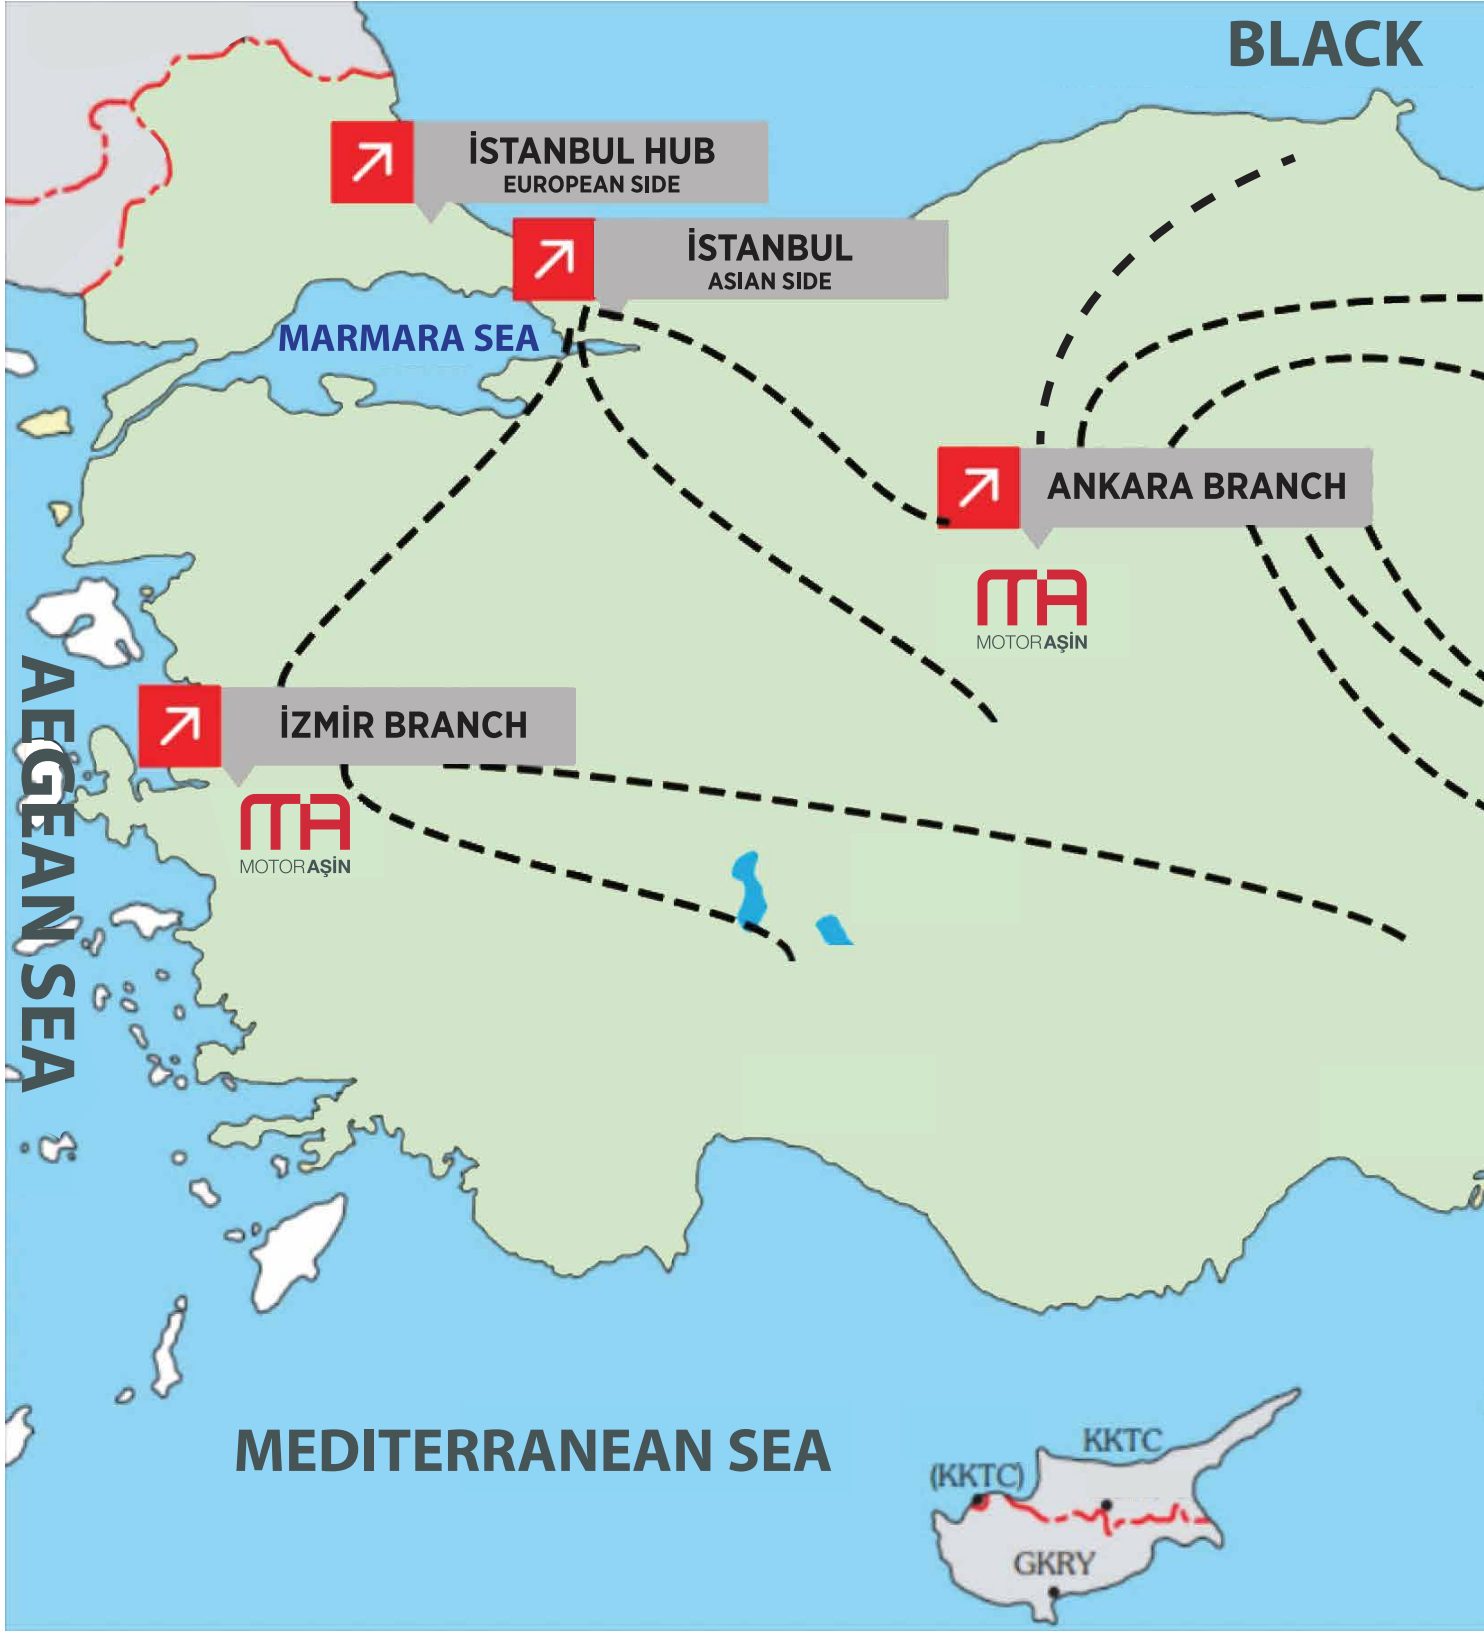 BLACK
İSTANBUL HUB
EUROPEAN SIDE
İSTANBUL
ASIAN SIDE
MARMARA SEA
ANKARA BRANCH
MOTORAŞİN
AEGEAN SEA
İZMİR BRANCH
MOTORAŞİN
MEDITERRANEAN SEA
KKTC
(KKTC)
GKRY